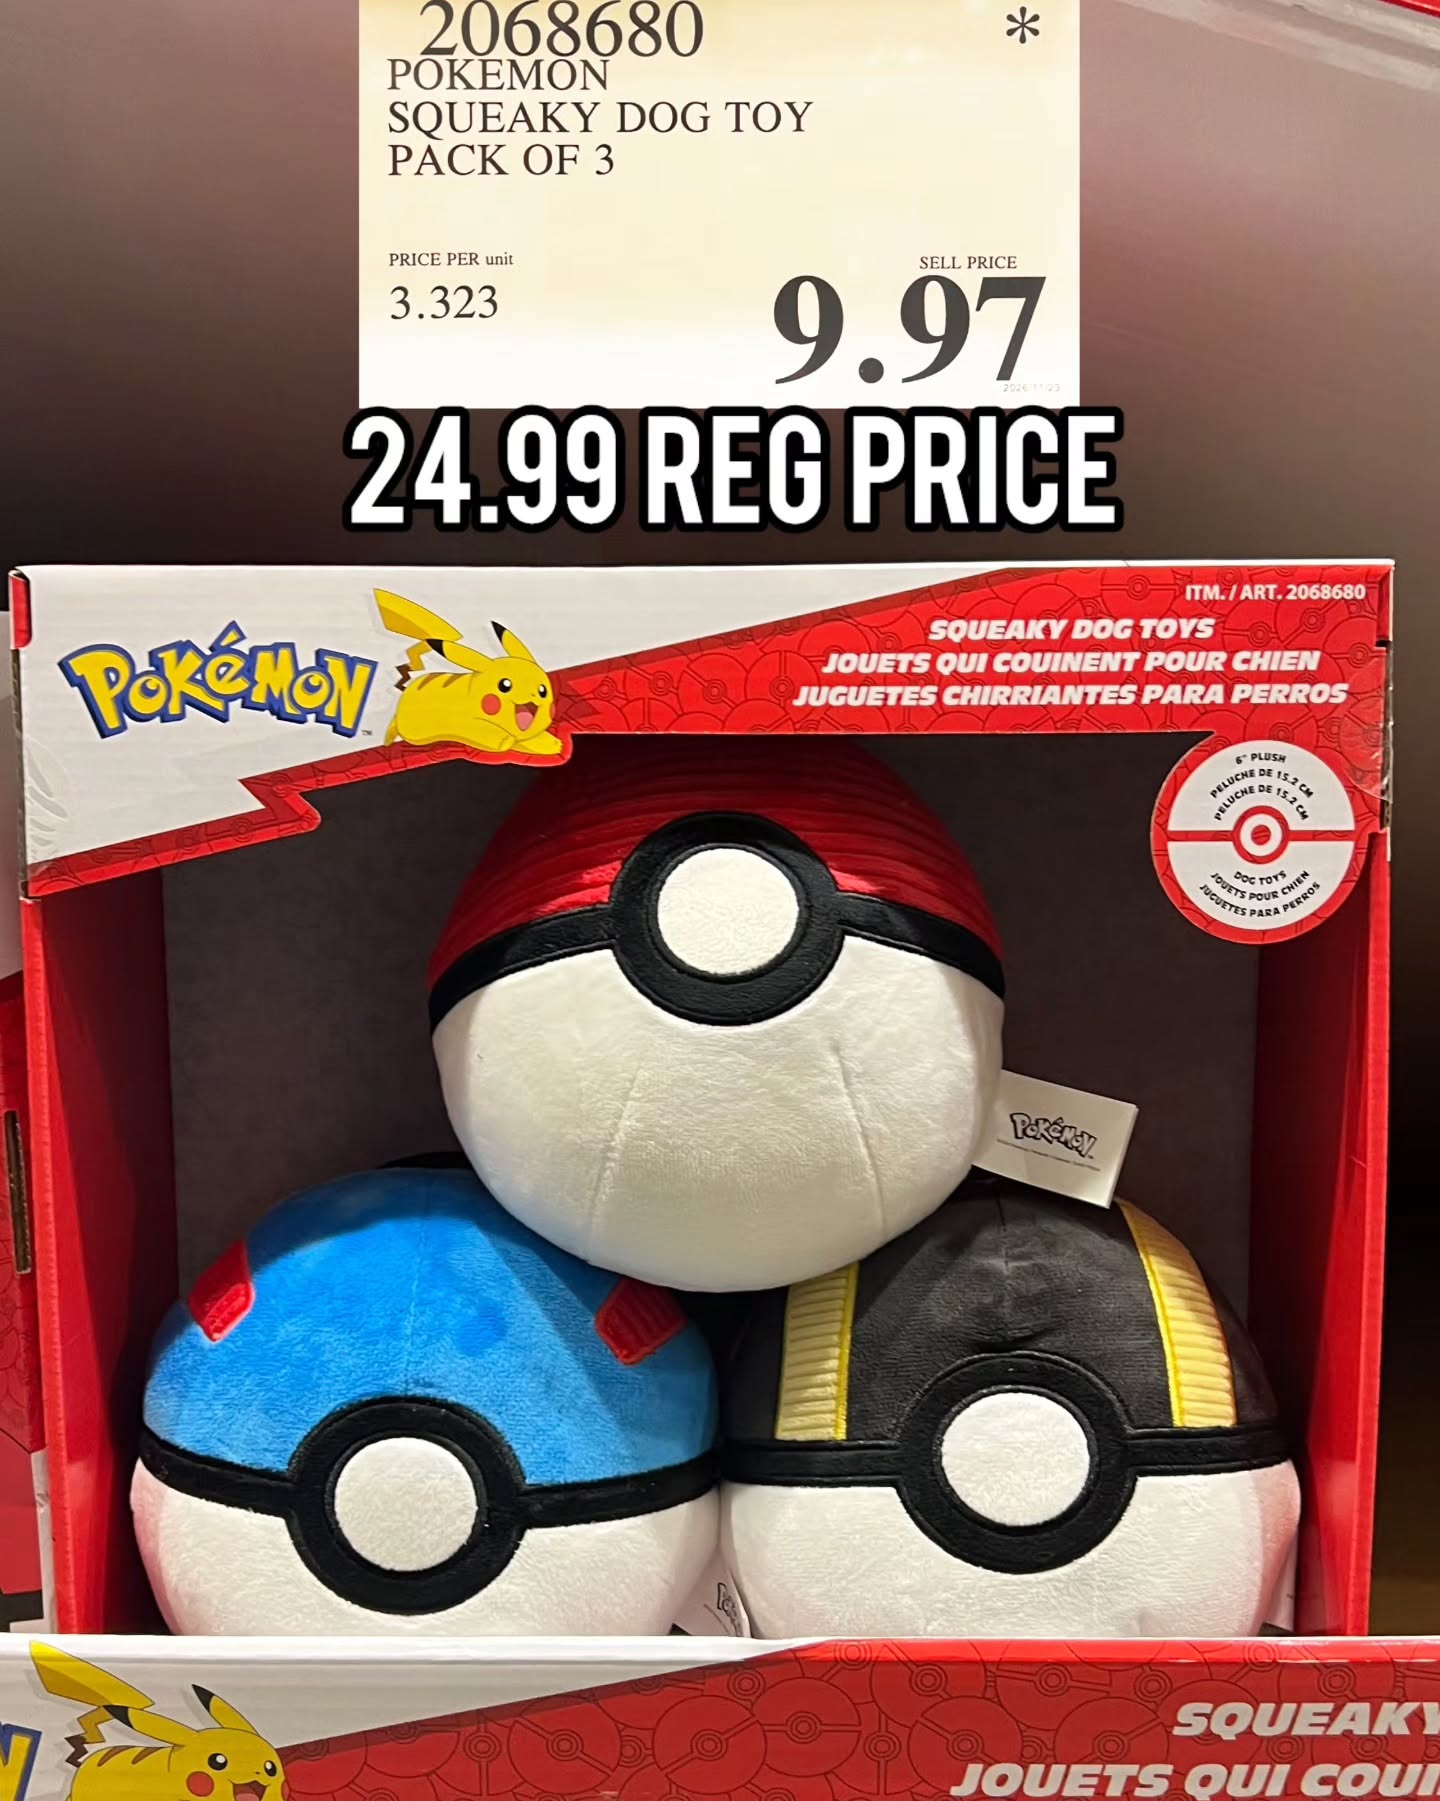 2068680 *
POKEMON
SQUEAKY DOG TOY
PACK OF 3
PRICE PER unit
3.323
SELL PRICE
9.97
24.99 REG PRICE
ITM. / ART. 2068680
POKéMON™
SQUEAKY DOG TOYS
JOUETS QUI COUINENT POUR CHIEN
JUGUETES CHIRRIANTES PARA PERROS
6" PLUSH
PELUCHE DE 15.2 CM
PELUCHE DE 15.2 CM
DOG TOYS
JOUETS POUR CHIEN
JUGUETES PARA PERROS
POKéMON
SQUEAKY
JOUETS QUI COUI